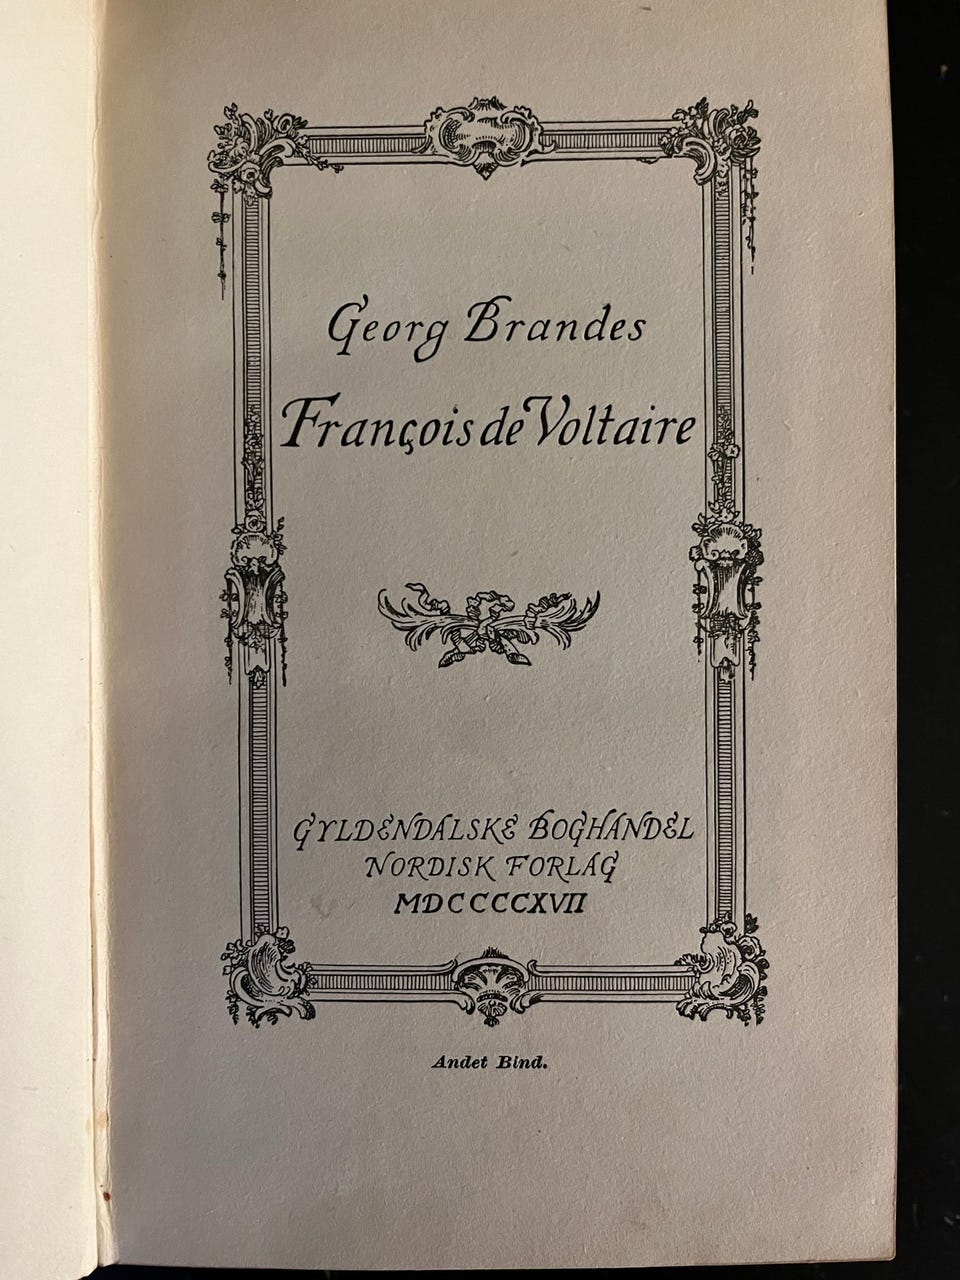 Georg Brandes
François de Voltaire
GYLDENDALSKE BOGHANDEL
NORDISK FORLAG
MDCCCCXVII
Andet Bind.